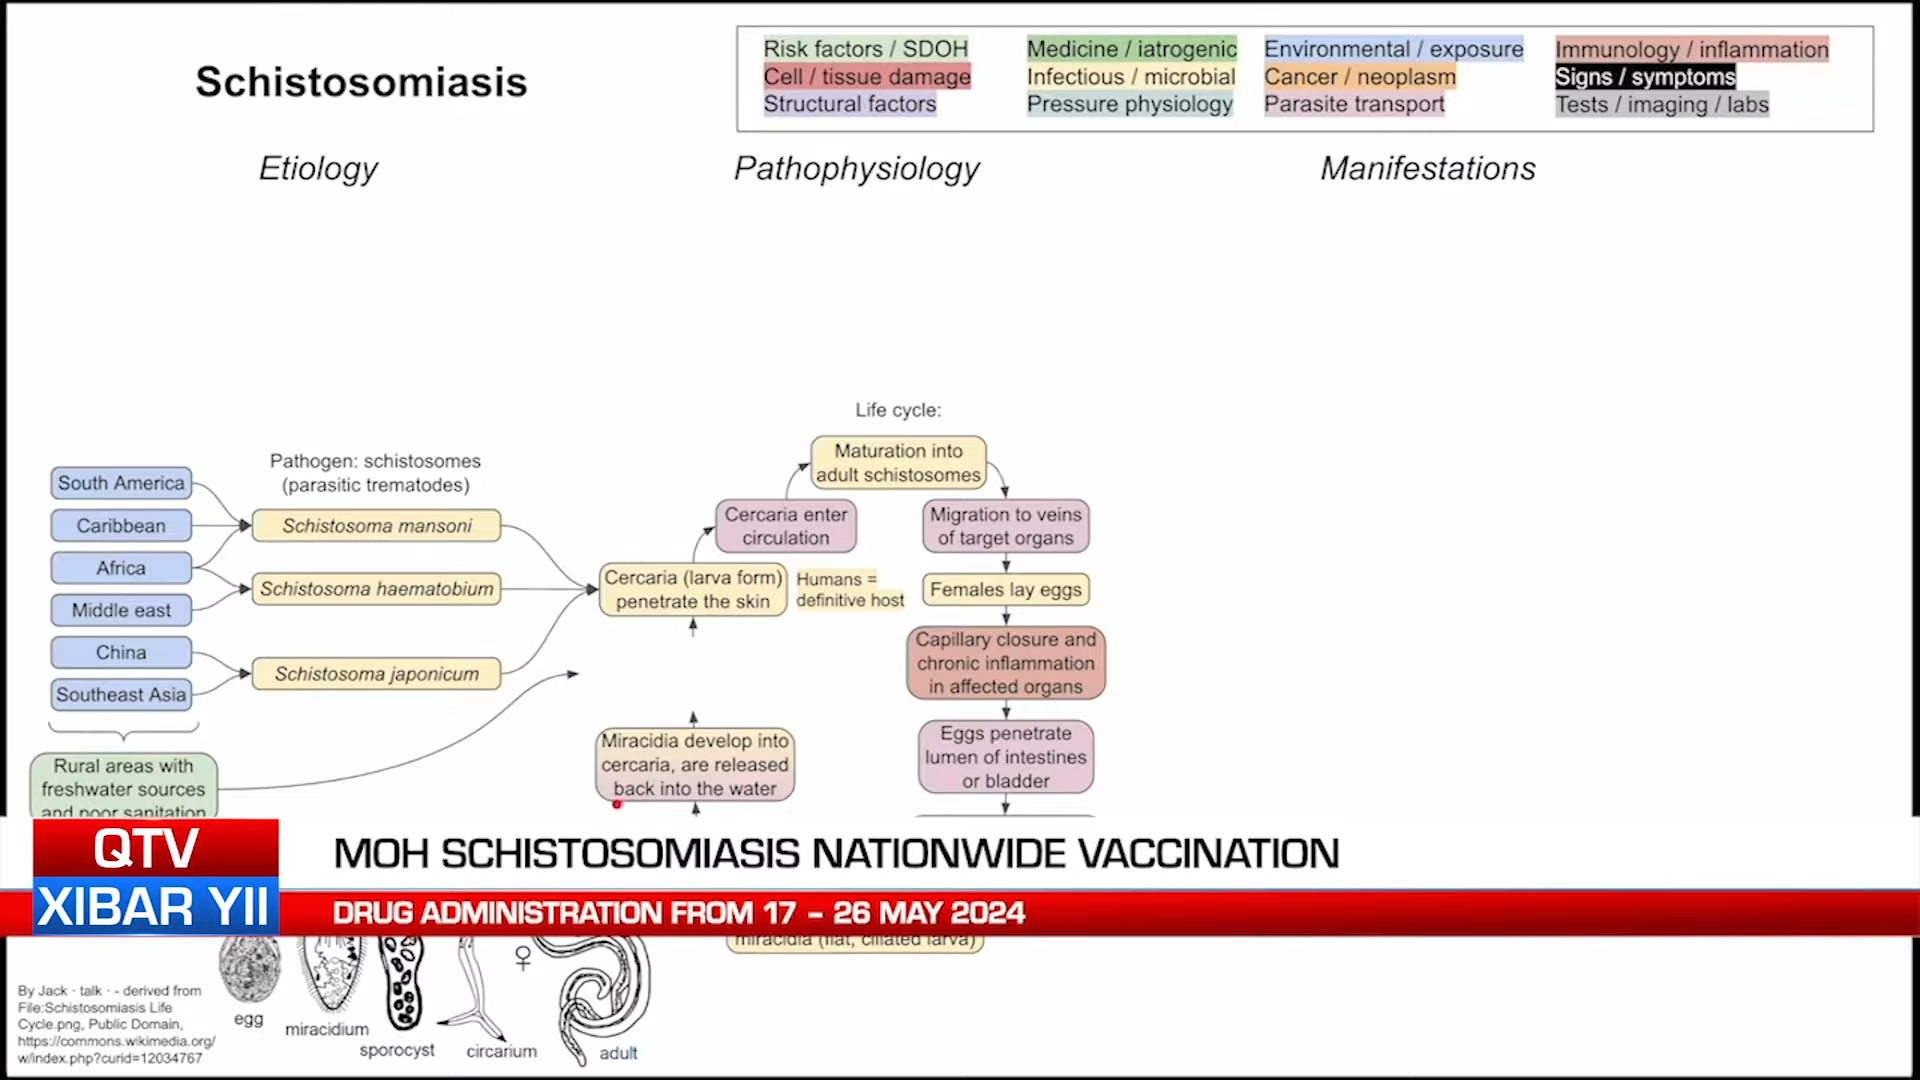 Schistosomiasis
Risk factors / SDOH
Cell / tissue damage
Structural factors
Medicine / iatrogenic
Infectious / microbial
Pressure physiology
Environmental / exposure
Cancer / neoplasm
Parasite transport
Immunology / inflammation
Signs / symptoms
Tests / imaging / labs
Etiology
Pathophysiology
Manifestations
South America
Caribbean
Africa
Middle east
China
Southeast Asia
Rural areas with
freshwater sources
and poor sanitation
Pathogen: schistosomes
(parasitic trematodes)
Schistosoma mansoni
Schistosoma haematobium
Schistosoma japonicum
Life cycle:
Maturation into
adult schistosomes
Cercaria enter
circulation
Cercaria (larva form)
penetrate the skin
Humans =
definitive host
Miracidia develop into
cercaria, are released
back into the water
Migration to veins
of target organs
Females lay eggs
Capillary closure and
chronic inflammation
in affected organs
Eggs penetrate
lumen of intestines
or bladder
QTV
XIBAR YII
MOH SCHISTOSOMIASIS NATIONWIDE VACCINATION
DRUG ADMINISTRATION FROM 17 – 26 MAY 2024
miracidia (flat, ciliated larva)
By Jack · talk · - derived from
File:Schistosomiasis Life
Cycle.png, Public Domain,
https://commons.wikimedia.org/
w/index.php?curid=12034767
egg
miracidium
sporocyst
♀
circarium
adult